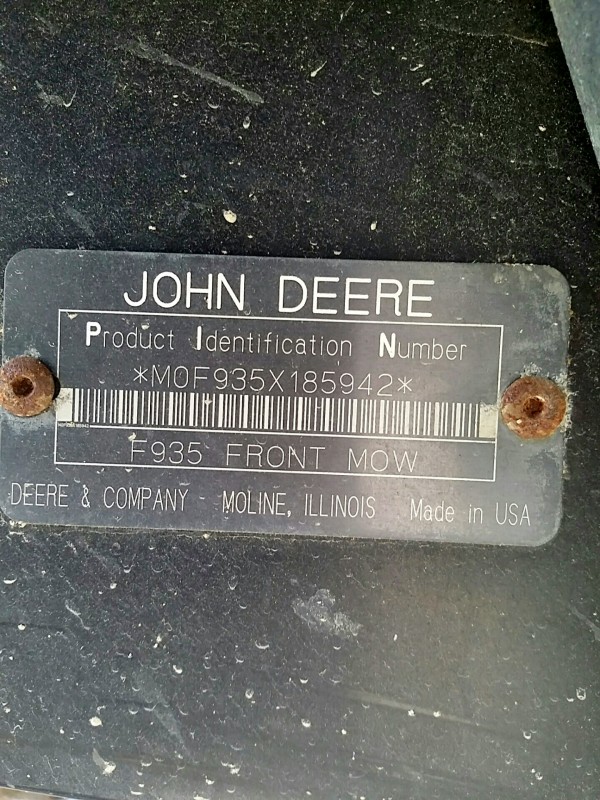 JOHN DEERE
Product Identification Number
*M0F935X185942*
F935 FRONT MOW
DEERE & COMPANY MOLINE, ILLINOIS Made in USA